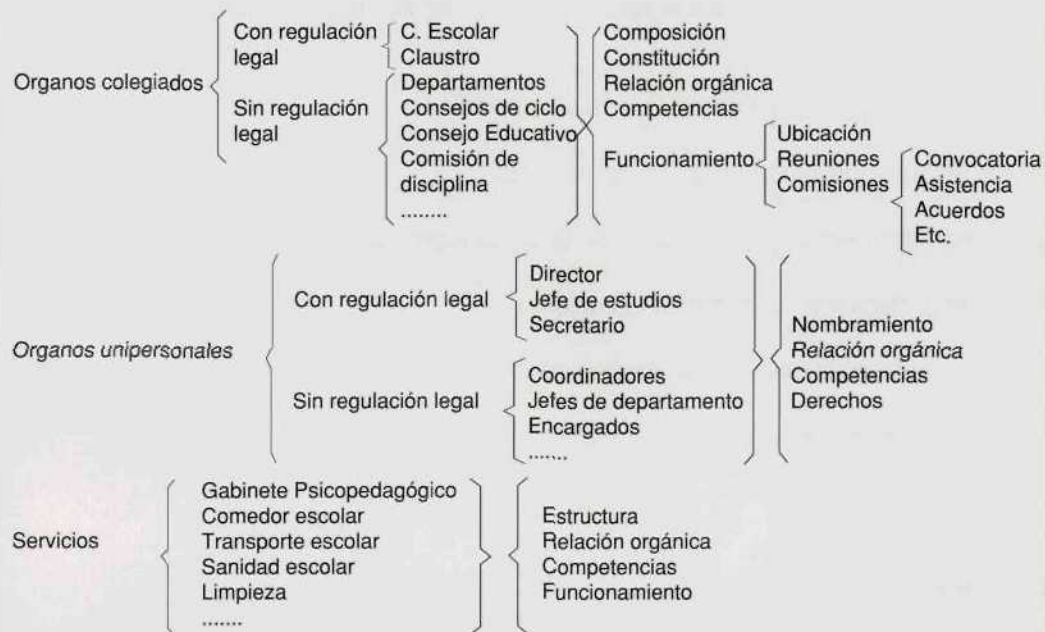 Organos colegiados
Con regulación
legal
C. Escolar
Claustro
Sin regulación
legal
Departamentos
Consejos de ciclo
Consejo Educativo
Comisión de
disciplina
........
Composición
Constitución
Relación orgánica
Competencias
Funcionamiento
Ubicación
Reuniones
Comisiones
Convocatoria
Asistencia
Acuerdos
Etc.
Organos unipersonales
Con regulación legal
Director
Jefe de estudios
Secretario
Sin regulación legal
Coordinadores
Jefes de departamento
Encargados
.......
Nombramiento
Relación orgánica
Competencias
Derechos
Servicios
Gabinete Psicopedagógico
Comedor escolar
Transporte escolar
Sanidad escolar
Limpieza
.......
Estructura
Relación orgánica
Competencias
Funcionamiento